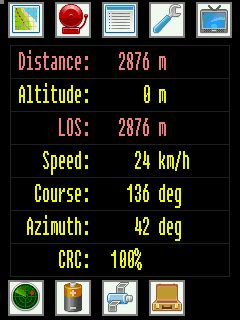 Distance: 2876 m
Altitude: 0 m
LOS: 2876 m
Speed: 24 km/h
Course: 136 deg
Azimuth: 42 deg
CRC: 100%